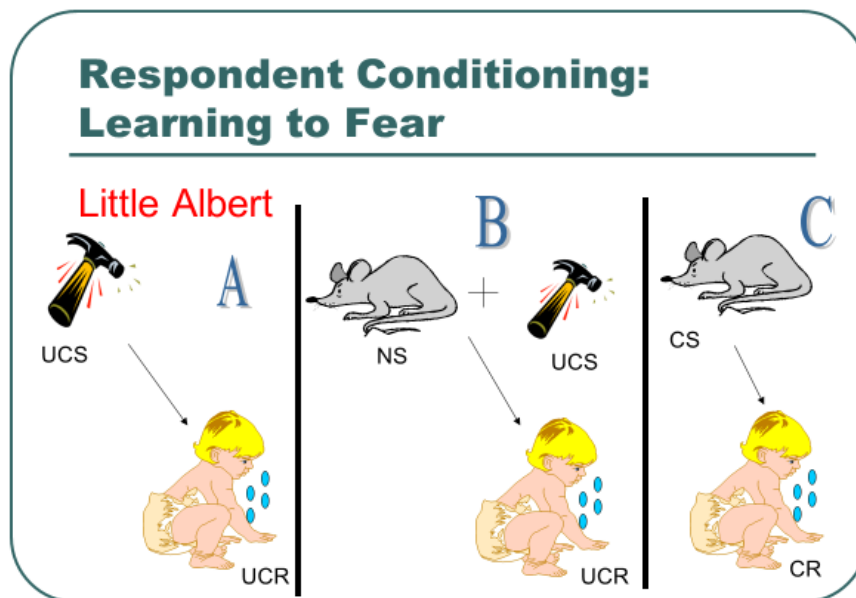 Respondent Conditioning:
Learning to Fear
Little Albert
A
UCS
UCR
B
NS
+
UCS
UCR
C
CS
CR